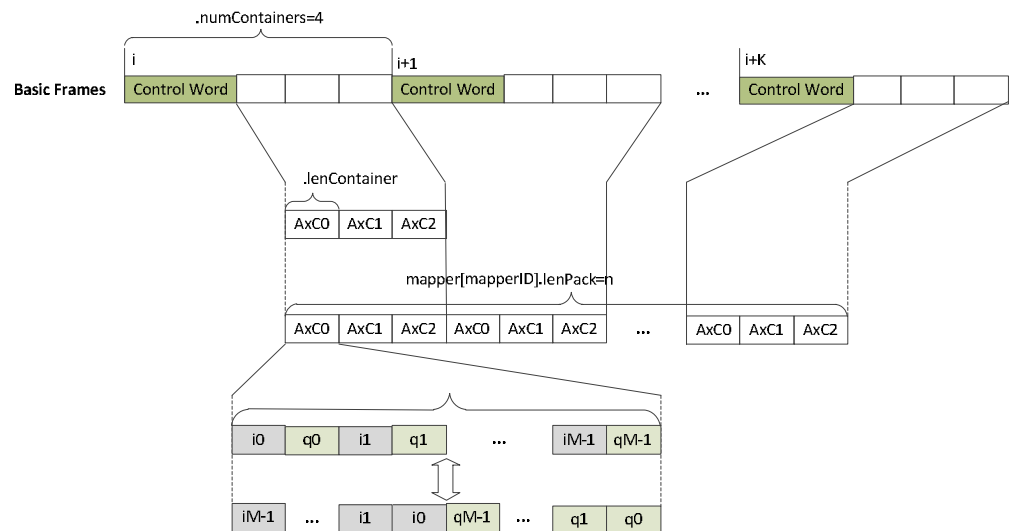 .numContainers=4
i
i+1
i+K
Basic Frames
Control Word
Control Word
...
Control Word
.lenContainer
AxC0 AxC1 AxC2
mapper[mapperID].lenPack=n
AxC0 AxC1 AxC2 AxC0 AxC1 AxC2 ... AxC0 AxC1 AxC2
i0 q0 i1 q1 ... iM-1 qM-1
iM-1 ... i1 i0 qM-1 ... q1 q0